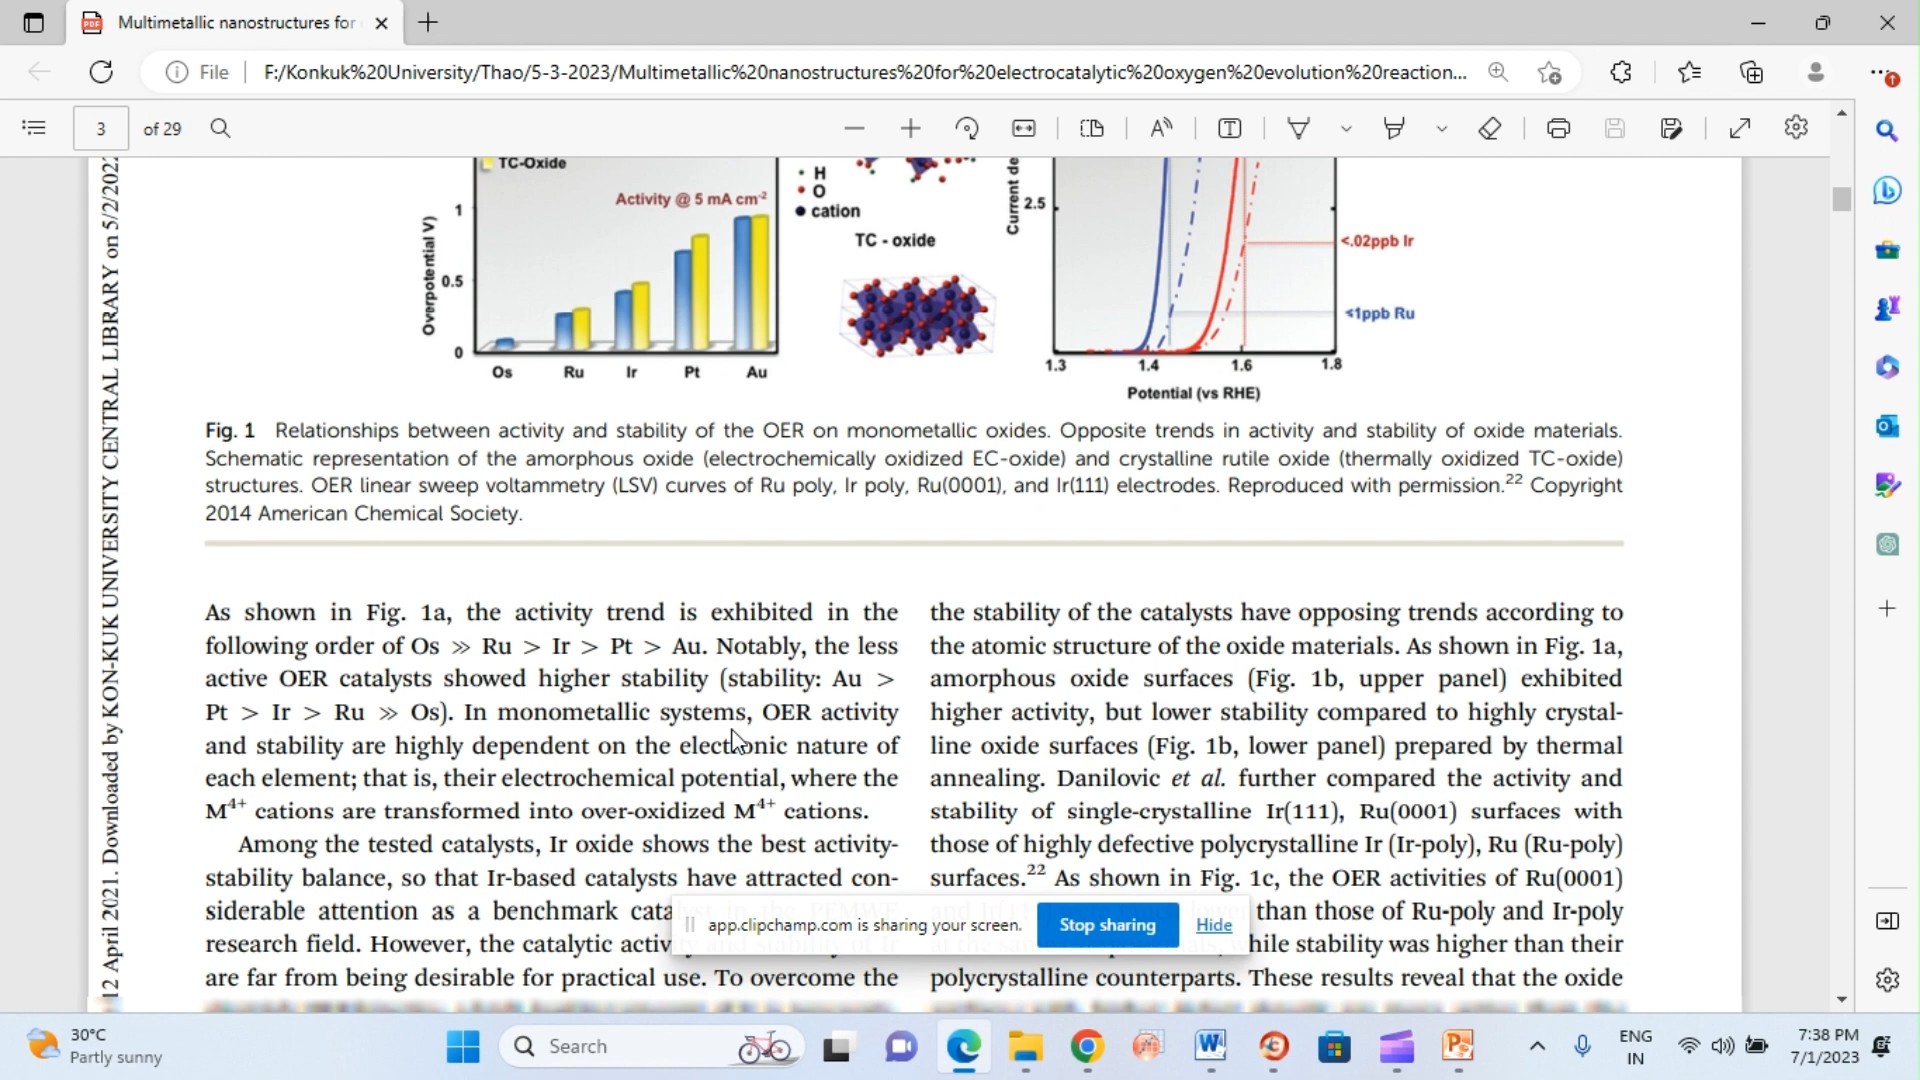 Multimetallic nanostructures for
File
F:/Konkuk%20University/Thao/5-3-2023/Multimetallic%20nanostructures%20for%20electrocatalytic%20oxygen%20evolution%20reaction...
3 of 29
12 April 2021. Downloaded by KON-KUK UNIVERSITY CENTRAL LIBRARY on 5/2/202
TC-Oxide
Activity @ 5 mA cm-2
Overpotential V)
1
0.5
0
Os Ru Ir Pt Au
H
O
cation
TC - oxide
Current de
2.5
<.02ppb Ir
<1ppb Ru
1.3 1.4 1.6 1.8
Potential (vs RHE)
Fig. 1 Relationships between activity and stability of the OER on monometallic oxides. Opposite trends in activity and stability of oxide materials.
Schematic representation of the amorphous oxide (electrochemically oxidized EC-oxide) and crystalline rutile oxide (thermally oxidized TC-oxide)
structures. OER linear sweep voltammetry (LSV) curves of Ru poly, Ir poly, Ru(0001), and Ir(111) electrodes. Reproduced with permission.22 Copyright
2014 American Chemical Society.
As shown in Fig. 1a, the activity trend is exhibited in the
following order of Os ≫ Ru > Ir > Pt > Au. Notably, the less
active OER catalysts showed higher stability (stability: Au >
Pt > Ir > Ru ≫ Os). In monometallic systems, OER activity
and stability are highly dependent on the electronic nature of
each element; that is, their electrochemical potential, where the
M4+ cations are transformed into over-oxidized M4+ cations.
Among the tested catalysts, Ir oxide shows the best activity-
stability balance, so that Ir-based catalysts have attracted con-
siderable attention as a benchmark cata
research field. However, the catalytic activ
are far from being desirable for practical use. To overcome the
the stability of the catalysts have opposing trends according to
the atomic structure of the oxide materials. As shown in Fig. 1a,
amorphous oxide surfaces (Fig. 1b, upper panel) exhibited
higher activity, but lower stability compared to highly crystal-
line oxide surfaces (Fig. 1b, lower panel) prepared by thermal
annealing. Danilovic et al. further compared the activity and
stability of single-crystalline Ir(111), Ru(0001) surfaces with
those of highly defective polycrystalline Ir (Ir-poly), Ru (Ru-poly)
surfaces.22 As shown in Fig. 1c, the OER activities of Ru(0001)
than those of Ru-poly and Ir-poly
while stability was higher than their
polycrystalline counterparts. These results reveal that the oxide
app.clipchamp.com is sharing your screen.
Stop sharing
Hide
30°C
Partly sunny
Search
ENG
IN
7:38 PM
7/1/2023